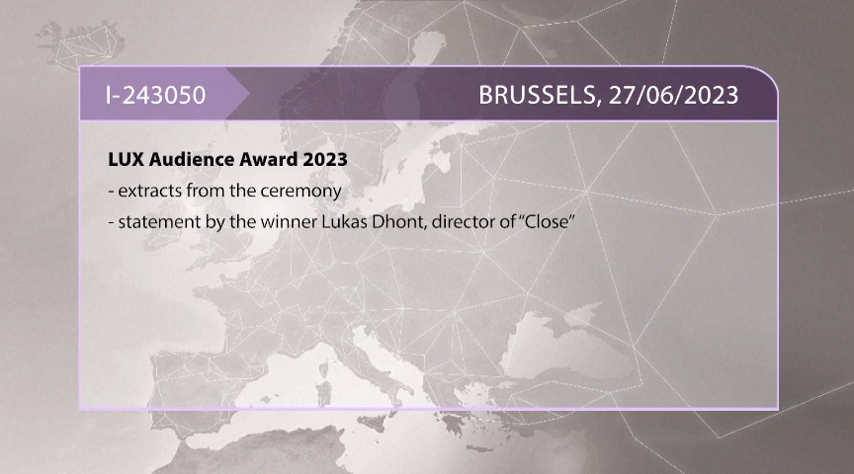 I-243050
BRUSSELS, 27/06/2023
LUX Audience Award 2023
- extracts from the ceremony
- statement by the winner Lukas Dhont, director of “Close”